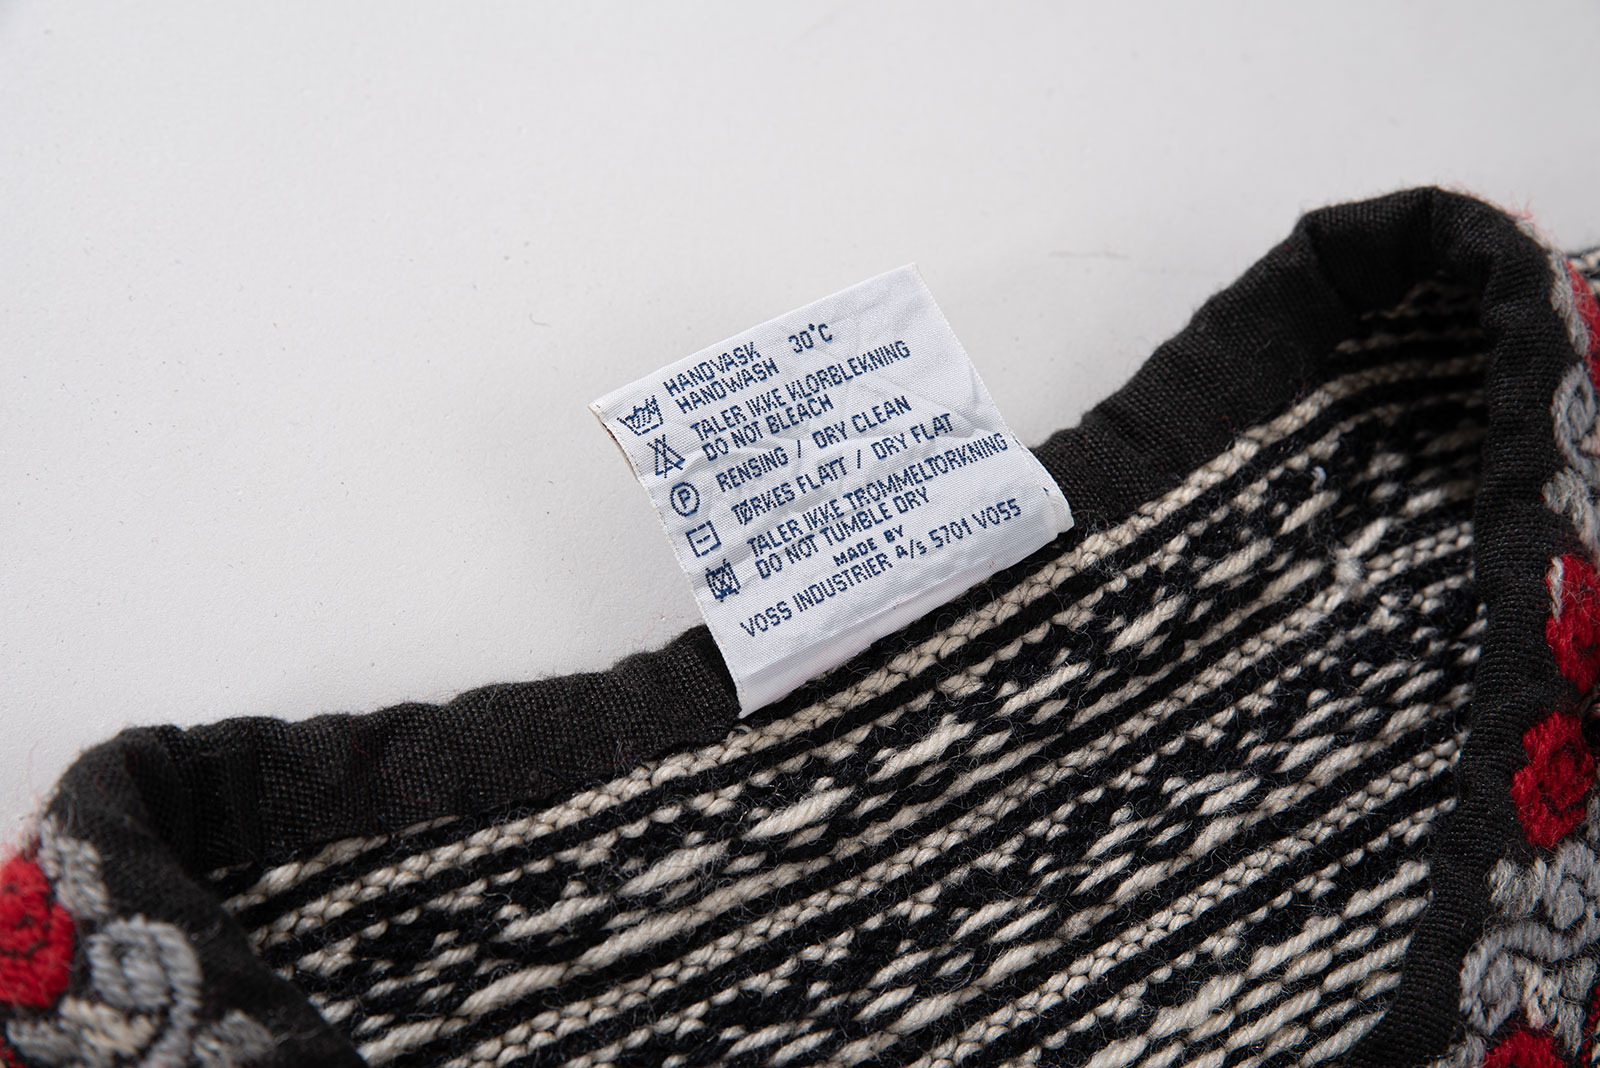 HANDVASK 30°C
HANDWASH
TALER IKKE KLORBLEKNING
DO NOT BLEACH
P RENSING / DRY CLEAN
TØRKES FLATT / DRY FLAT
TALER IKKE TROMMELTORKNING
DO NOT TUMBLE DRY
MADE BY
VOSS INDUSTRIER A/S 5701 VOSS